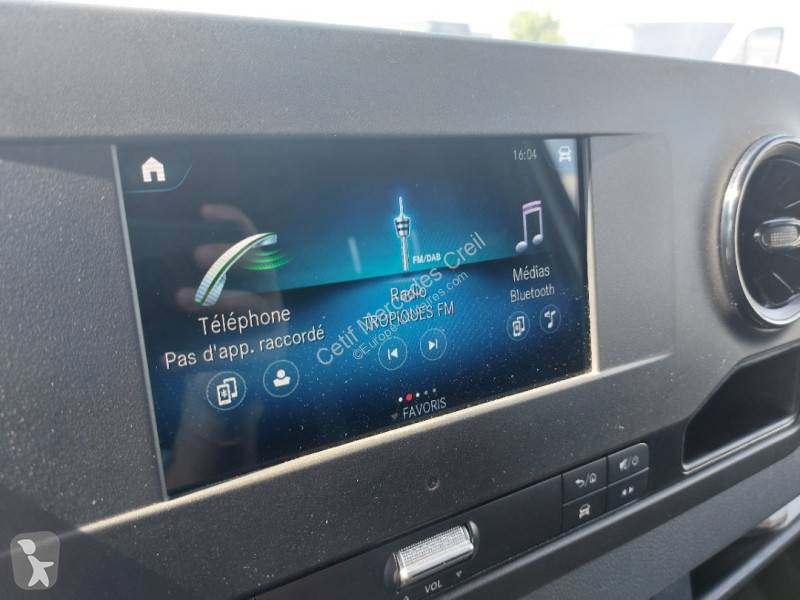 16:04
FM/DAB
Téléphone
Pas d'app. raccordé
Radio
TROPIQUES FM
Médias
Bluetooth
FAVORIS
VOL
Cetif Mercedes Creil